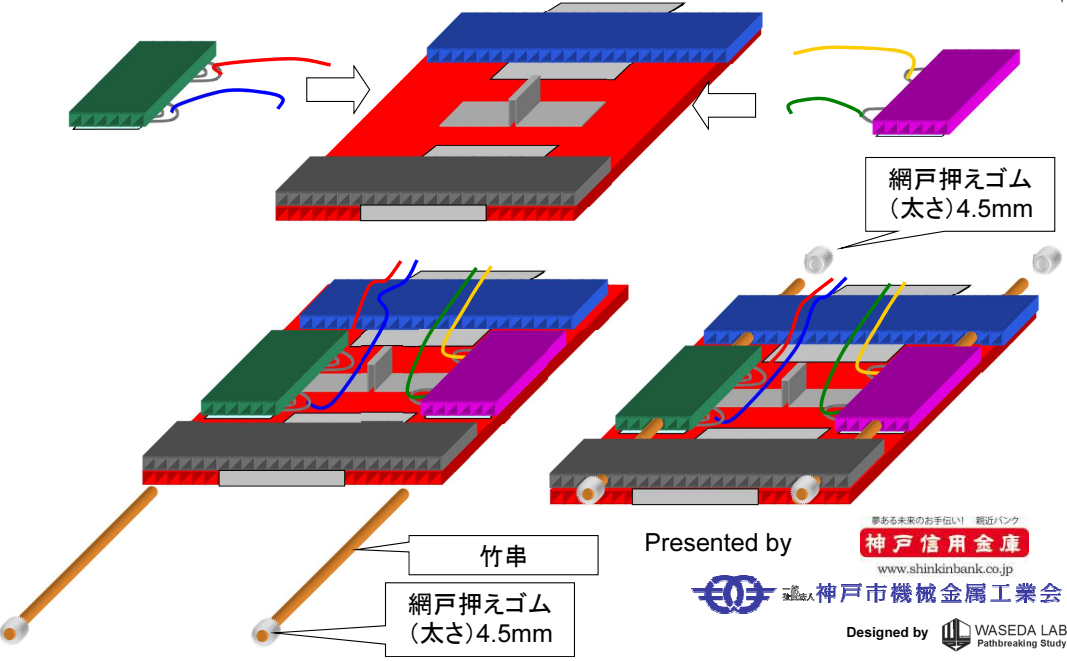 網戸押えゴム
（太さ）4.5mm
竹串
網戸押えゴム
（太さ）4.5mm
Presented by
夢ある未来のお手伝い！ 親近バンク
神戸信用金庫
www.shinkinbank.co.jp
神戸市機械金属工業会
Designed by
WASEDA LAB
Pathbreaking Study